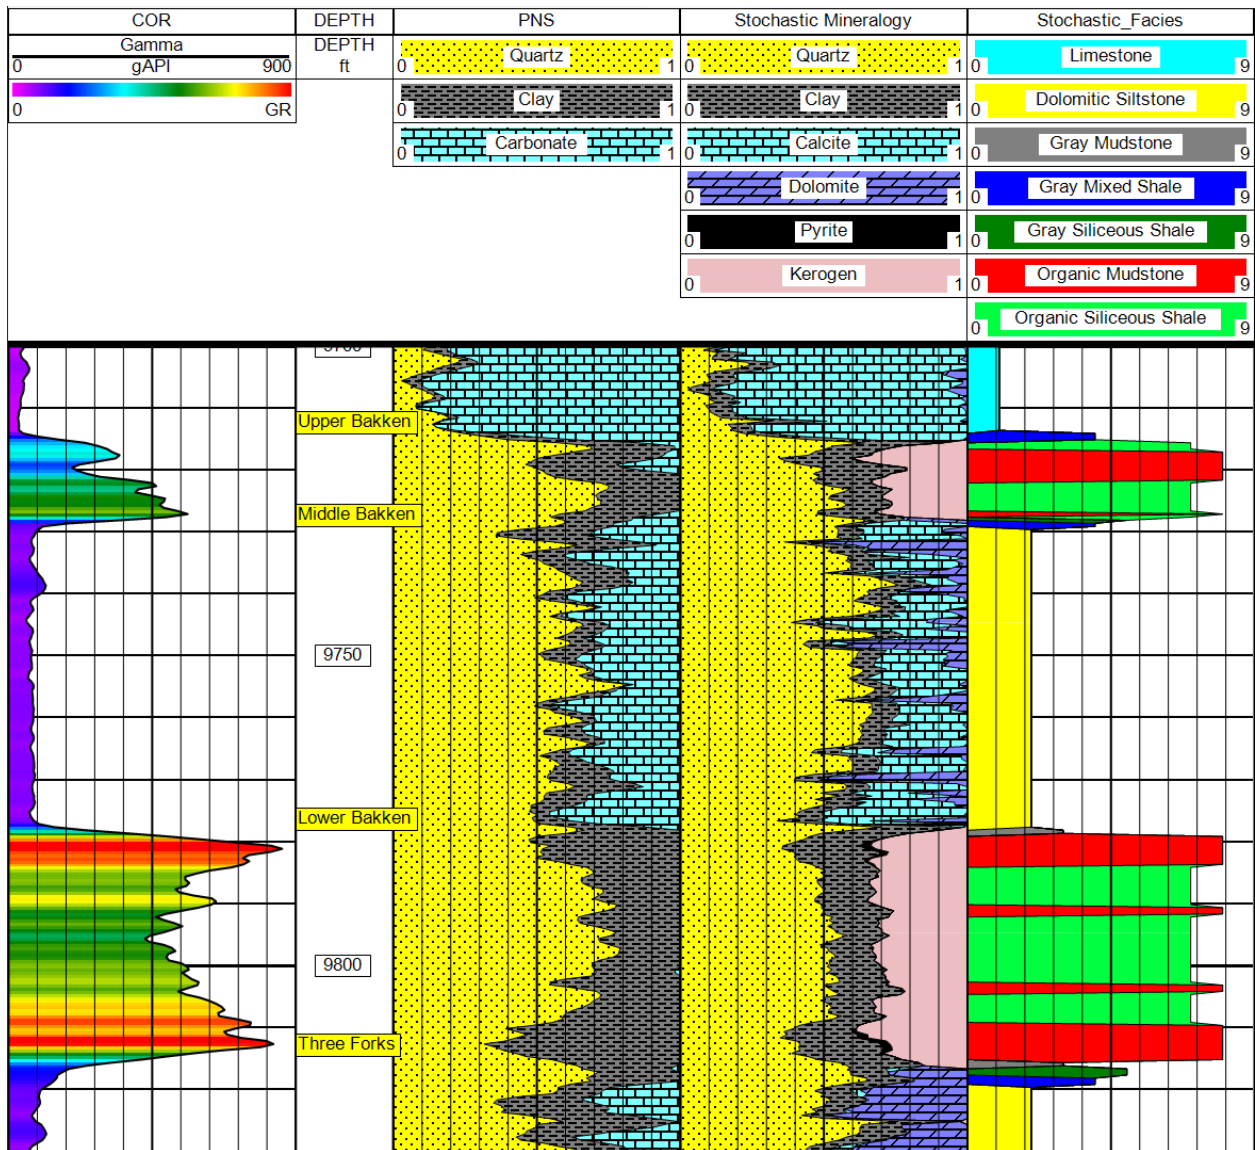 COR DEPTH PNS Stochastic Mineralogy Stochastic_Facies
Gamma DEPTH Quartz Quartz Limestone
0 gAPI 900 ft 0 1 0 1 0 9
0 GR Clay Clay Dolomitic Siltstone
0 1 0 1 0 9
Carbonate Calcite Gray Mudstone
0 1 0 1 0 9
Dolomite Gray Mixed Shale
0 1 0 9
Pyrite Gray Siliceous Shale
0 1 0 9
Kerogen Organic Mudstone
0 1 0 9
Organic Siliceous Shale
0 9
Upper Bakken
Middle Bakken
9750
Lower Bakken
9800
Three Forks